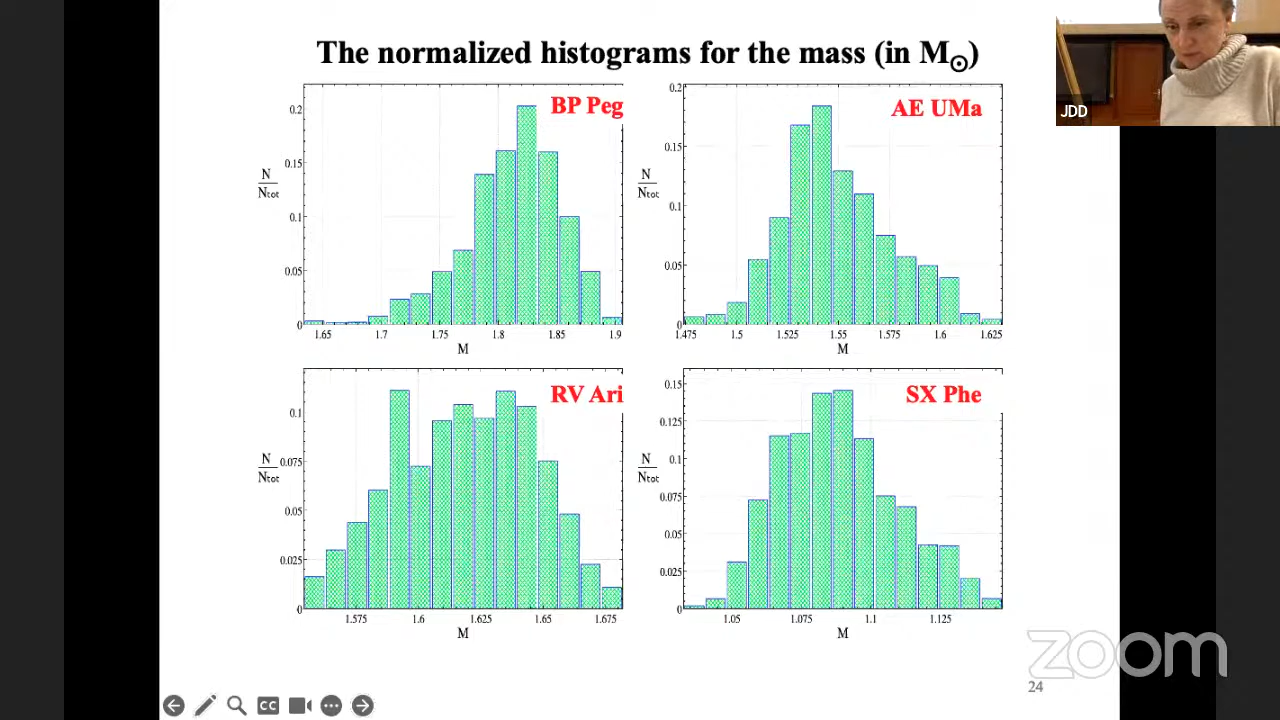 The normalized histograms for the mass (in M☉)
JDD
BP Peg
N
Ntot
0.2
0.15
0.1
0.05
0
1.65 1.7 1.75 1.8 1.85 1.9
M
AE UMa
N
Ntot
0.2
0.15
0.1
0.05
0
1.475 1.5 1.525 1.55 1.575 1.6 1.625
M
RV Ari
N
Ntot
0.1
0.075
0.05
0.025
0
1.575 1.6 1.625 1.65 1.675
M
SX Phe
N
Ntot
0.15
0.125
0.1
0.075
0.05
0.025
0
1.05 1.075 1.1 1.125
M
zoom
24
CC